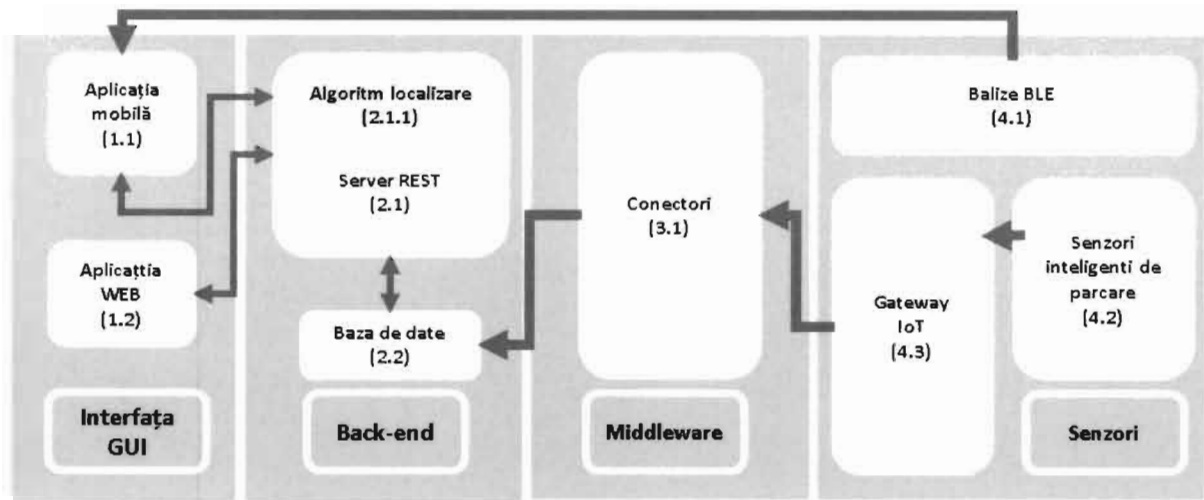 Aplicația
mobilă
(1.1)
Aplicațtia
WEB
(1.2)
Interfața
GUI
Algoritm localizare
(2.1.1)
Server REST
(2.1)
Baza de date
(2.2)
Back-end
Conectori
(3.1)
Middleware
Balize BLE
(4.1)
Gateway
IoT
(4.3)
Senzori
inteligenti de
parcare
(4.2)
Senzori